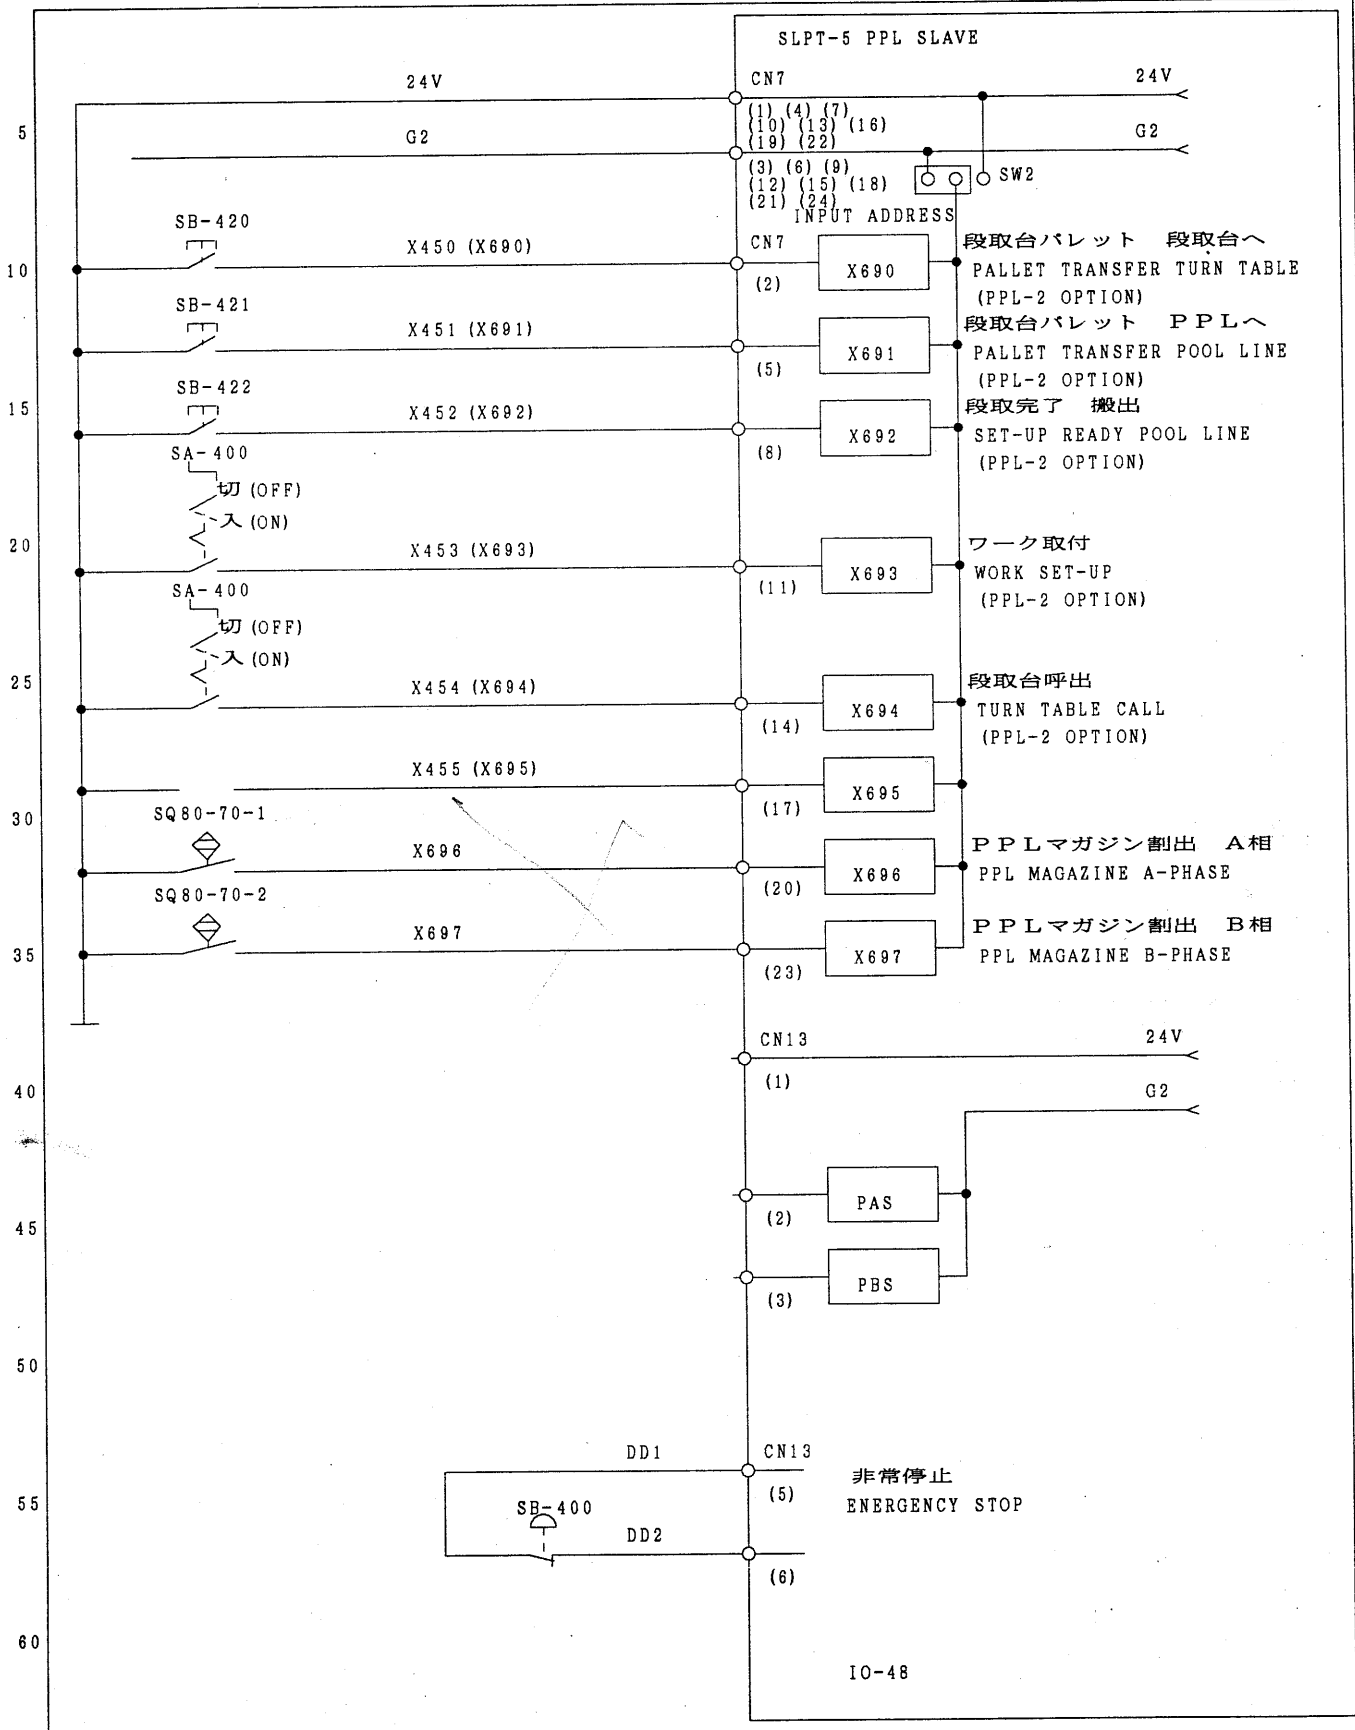 SLPT-5 PPL SLAVE
24V
CN7
24V
5
(1) (4) (7)
(10) (13) (16)
(19) (22)
G2
G2
(3) (6) (9)
(12) (15) (18)
(21) (24)
SW2
INPUT ADDRESS
SB-420
10
X450 (X690)
CN7
(2)
X690
段取台パレット 段取台へ
PALLET TRANSFER TURN TABLE
(PPL-2 OPTION)
SB-421
X451 (X691)
(5)
X691
段取台パレット PPLへ
PALLET TRANSFER POOL LINE
(PPL-2 OPTION)
15
SB-422
X452 (X692)
(8)
X692
段取完了 搬出
SET-UP READY POOL LINE
(PPL-2 OPTION)
SA-400
切 (OFF)
入 (ON)
20
X453 (X693)
(11)
X693
ワーク取付
WORK SET-UP
(PPL-2 OPTION)
SA-400
切 (OFF)
入 (ON)
25
X454 (X694)
(14)
X694
段取台呼出
TURN TABLE CALL
(PPL-2 OPTION)
X455 (X695)
(17)
X695
30
SQ80-70-1
X696
(20)
X696
PPLマガジン割出 A相
PPL MAGAZINE A-PHASE
SQ80-70-2
35
X697
(23)
X697
PPLマガジン割出 B相
PPL MAGAZINE B-PHASE
CN13
24V
(1)
40
G2
45
(2)
PAS
(3)
PBS
50
DD1
CN13
(5)
非常停止
ENERGENCY STOP
55
SB-400
DD2
(6)
60
IO-48